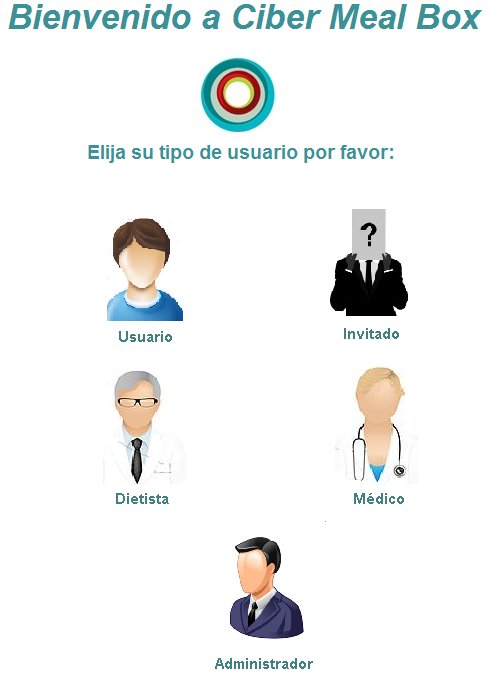 Bienvenido a Ciber Meal Box
Elija su tipo de usuario por favor:
?
Usuario
Invitado
Dietista
Médico
Administrador